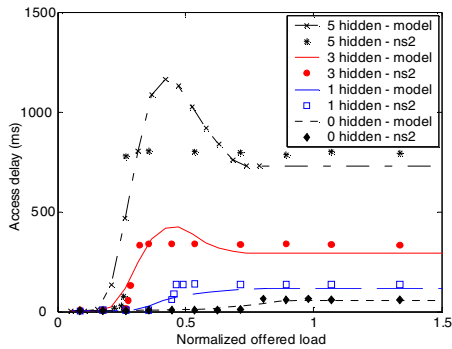 1500
1000
500
0
0
0.5
1
1.5
Access delay (ms)
Normalized offered load
5 hidden - model
5 hidden - ns2
3 hidden - model
3 hidden - ns2
1 hidden - model
1 hidden - ns2
0 hidden - model
0 hidden - ns2